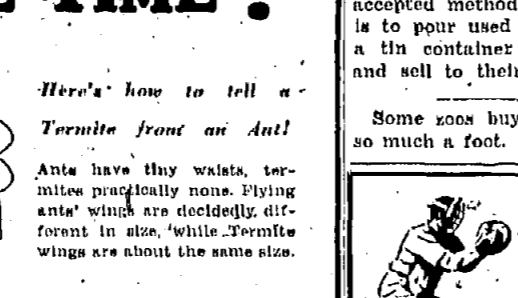 TIME!
Here's how to tell a
Termite from an Ant!
Ants have tiny waists, ter-
mites practically none. Flying
ants' wings are decidedly dif-
ferent in size, while Termite
wings are about the same size.
accepted method
is to pour used
a tin container
and sell to their
Some zoos buy
so much a foot.